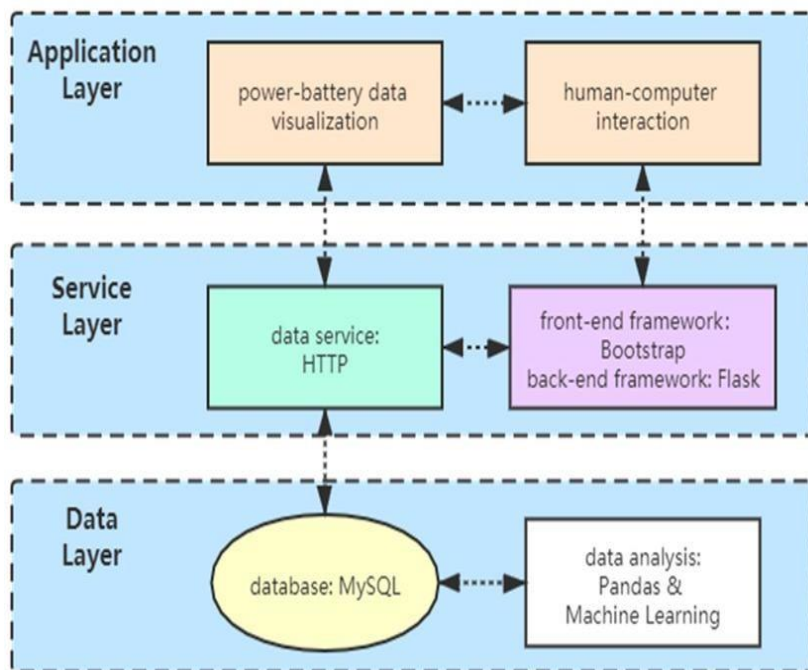 Application
Layer
power-battery data
visualization
human-computer
interaction
Service
Layer
data service:
HTTP
front-end framework:
Bootstrap
back-end framework: Flask
Data
Layer
database: MySQL
data analysis:
Pandas &
Machine Learning